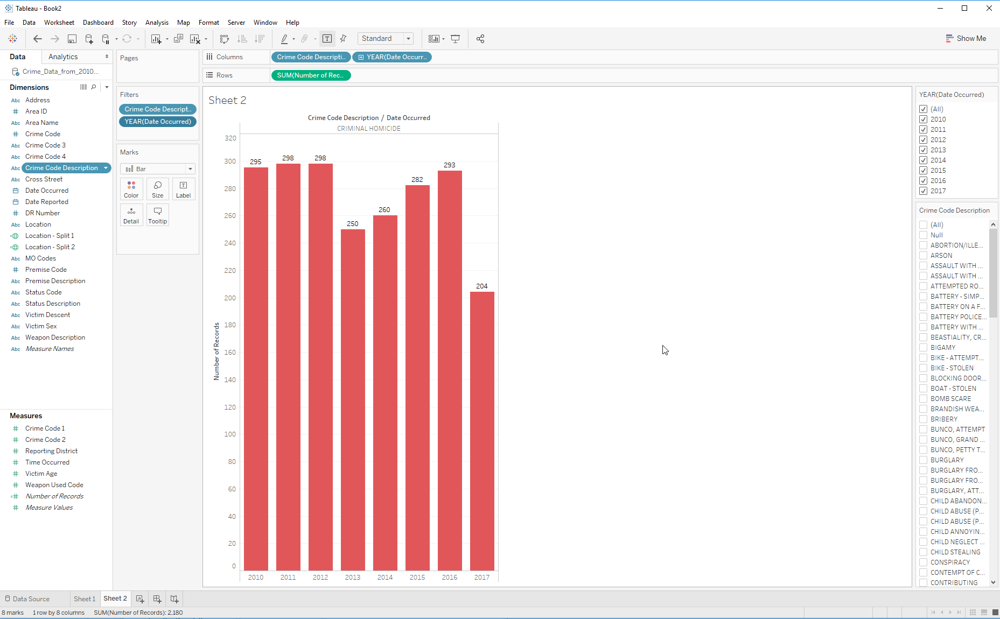 Tableau - Book2
File Data Worksheet Dashboard Story Analysis Map Format Server Window Help
Standard
Show Me
Data
Analytics
Crime_Data_from_2010...
Dimensions
Abc Address
Area ID
Abc Area Name
Crime Code
Abc Crime Code 3
Abc Crime Code 4
Abc Crime Code Description
Abc Cross Street
Date Occurred
Date Reported
DR Number
Abc Location
Location - Split 1
Location - Split 2
Abc MO Codes
Premise Code
Abc Premise Description
Abc Status Code
Abc Status Description
Abc Victim Descent
Abc Victim Sex
Abc Weapon Description
Abc Measure Names
Measures
Crime Code 1
Crime Code 2
Reporting District
Time Occurred
Victim Age
Weapon Used Code
Number of Records
Measure Values
Pages
Filters
Crime Code Descript..
YEAR(Date Occurred)
Marks
Bar
Color Size Label
Detail Tooltip
Columns
Crime Code Descripti.. YEAR(Date Occurr..
Rows
SUM(Number of Rec..
Sheet 2
Crime Code Description / Date Occurred
CRIMINAL HOMICIDE
Number of Records
320
300
280
260
240
220
200
180
160
140
120
100
80
60
40
20
0
295 298 298 250 260 282 293 204
2010 2011 2012 2013 2014 2015 2016 2017
YEAR(Date Occurred)
(All)
2010
2011
2012
2013
2014
2015
2016
2017
Crime Code Description
(All)
Null
ABORTION/ILLE...
ARSON
ASSAULT WITH ...
ASSAULT WITH ...
ATTEMPTED RO...
BATTERY - SIMP...
BATTERY ON A F...
BATTERY POLICE...
BATTERY WITH ...
BEASTIALITY, CR...
BIGAMY
BIKE - ATTEMPT...
BIKE - STOLEN
BLOCKING DOOR...
BOAT - STOLEN
BOMB SCARE
BRANDISH WEA...
BRIBERY
BUNCO, ATTEMPT
BUNCO, GRAND ...
BUNCO, PETTY T...
BURGLARY
BURGLARY FRO...
BURGLARY FRO...
BURGLARY, ATT...
CHILD ABANDON...
CHILD ABUSE (P...
CHILD ABUSE (P...
CHILD ANNOYIN...
CHILD NEGLECT ...
CHILD STEALING
CONSPIRACY
CONTEMPT OF C...
CONTRIBUTING
Data Source Sheet 1 Sheet 2
8 marks 1 row by 8 columns SUM(Number of Records): 2,180